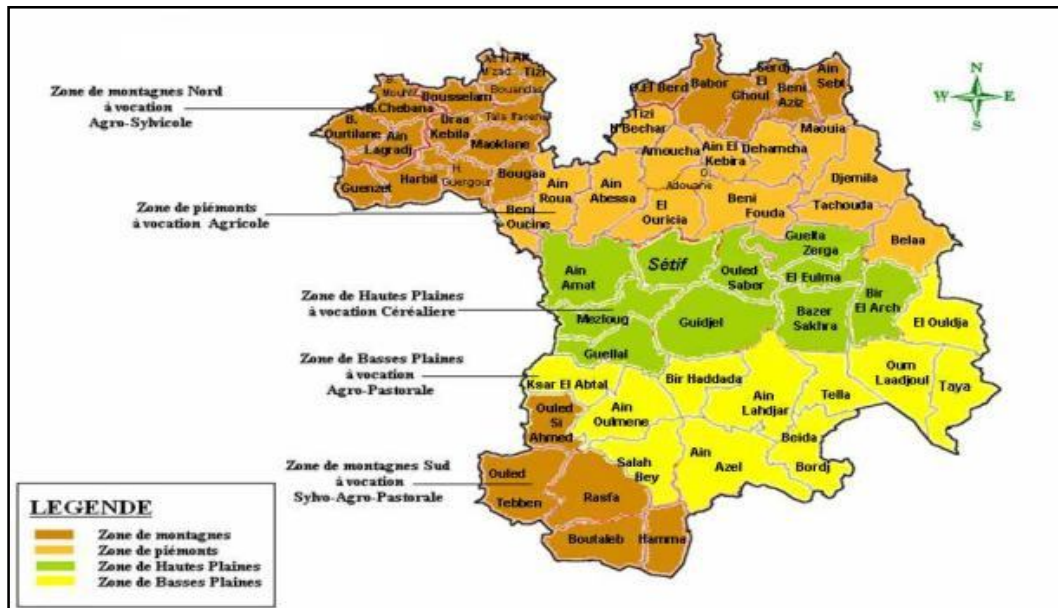 Zone de montagnes Nord
à vocation
Agro-Sylvicole
Zone de piémonts
à vocation Agricole
Zone de Hautes Plaines
à vocation Céréaliere
Zone de Basses Plaines
à vocation
Agro-Pastorale
Zone de montagnes Sud
à vocation
Sylvo-Agro-Pastorale
N
W
E
S
Tizi
Bouandas
Bousselam
B.Chebana
B.
Ourtilane
Ain
Lagradj
Draa
Kebila
Maoklane
Guenzet
Harbil
H.
Guergour
Bougaa
Beni
Oucine
Ain
Roua
Ain
Abessa
El
Ouricia
Babor
Serdj
El
Ghoul
Beni
Aziz
Ain
Sebt
Tizi
N'Bechar
Amoucha
Ain El
Kebira
Dehamcha
Maouia
Djemila
O.
Adouane
Beni
Fouda
Tachouda
Belaa
Guelta
Zerga
Ain
Arnat
Sétif
Ouled
Saber
El Eulma
Bir
El Arch
Bazer
Sakhra
Mezloug
Guidjel
Guellal
El Ouldja
Oum
Laadjoul
Taya
Ksar El Abtal
Bir Haddada
Ain
Lahdjar
Tella
Ouled
Si
Ahmed
Ain
Oulmene
Beida
Bordj
Ain
Azel
Salah
Bey
Ouled
Tebben
Rasfa
Boutaleb
Hamma
LEGENDE
Zone de montagnes
Zone de piémonts
Zone de Hautes Plaines
Zone de Basses Plaines